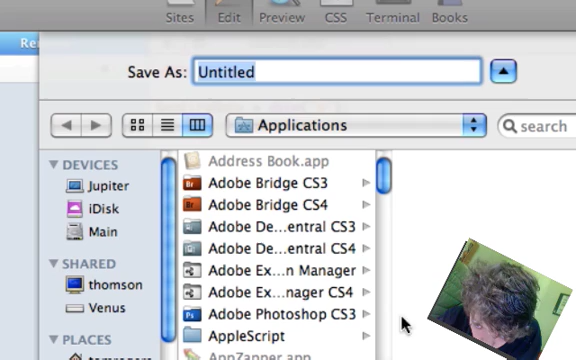 Sites Edit Preview CSS Terminal Books
Save As: Untitled
Applications
search
DEVICES
Jupiter
iDisk
Main
SHARED
thomson
Venus
PLACES
Address Book.app
Adobe Bridge CS3
Adobe Bridge CS4
Adobe De...entral CS3
Adobe De...entral CS4
Adobe Ex...n Manager
Adobe Ex...nager CS4
Adobe Photoshop CS3
AppleScript
AppZapper.app